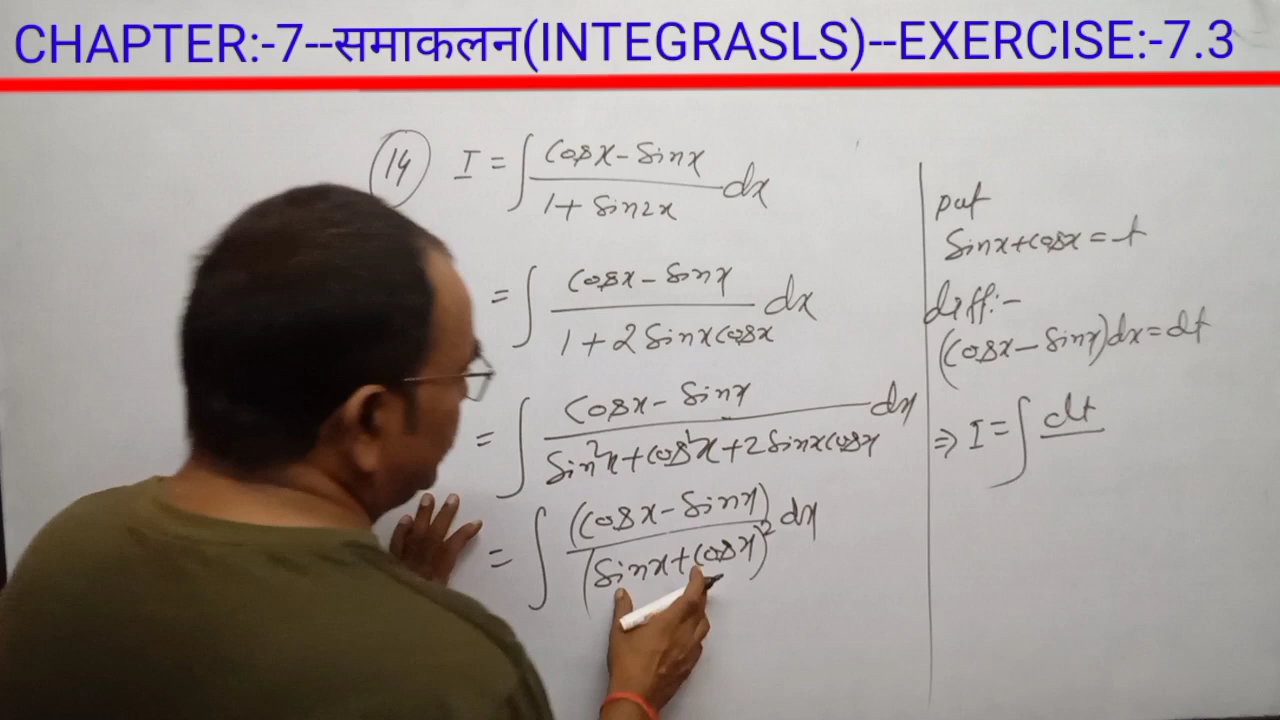 CHAPTER:-7--समाकलन(INTEGRASLS)--EXERCISE:-7.3
14 I = ∫ (cosx - sinx)/(1 + sin2x) dx
= ∫ (cosx - sinx)/(1 + 2 sinx cosx) dx
= ∫ (cosx - sinx)/(sin²x + cos²x + 2 sinx cosx) dx
= ∫ (cosx - sinx)/(sinx + cosx)² dx
put
sinx + cosx = t
diff:-
(cosx - sinx)dx = dt
⇒ I = ∫ dt/